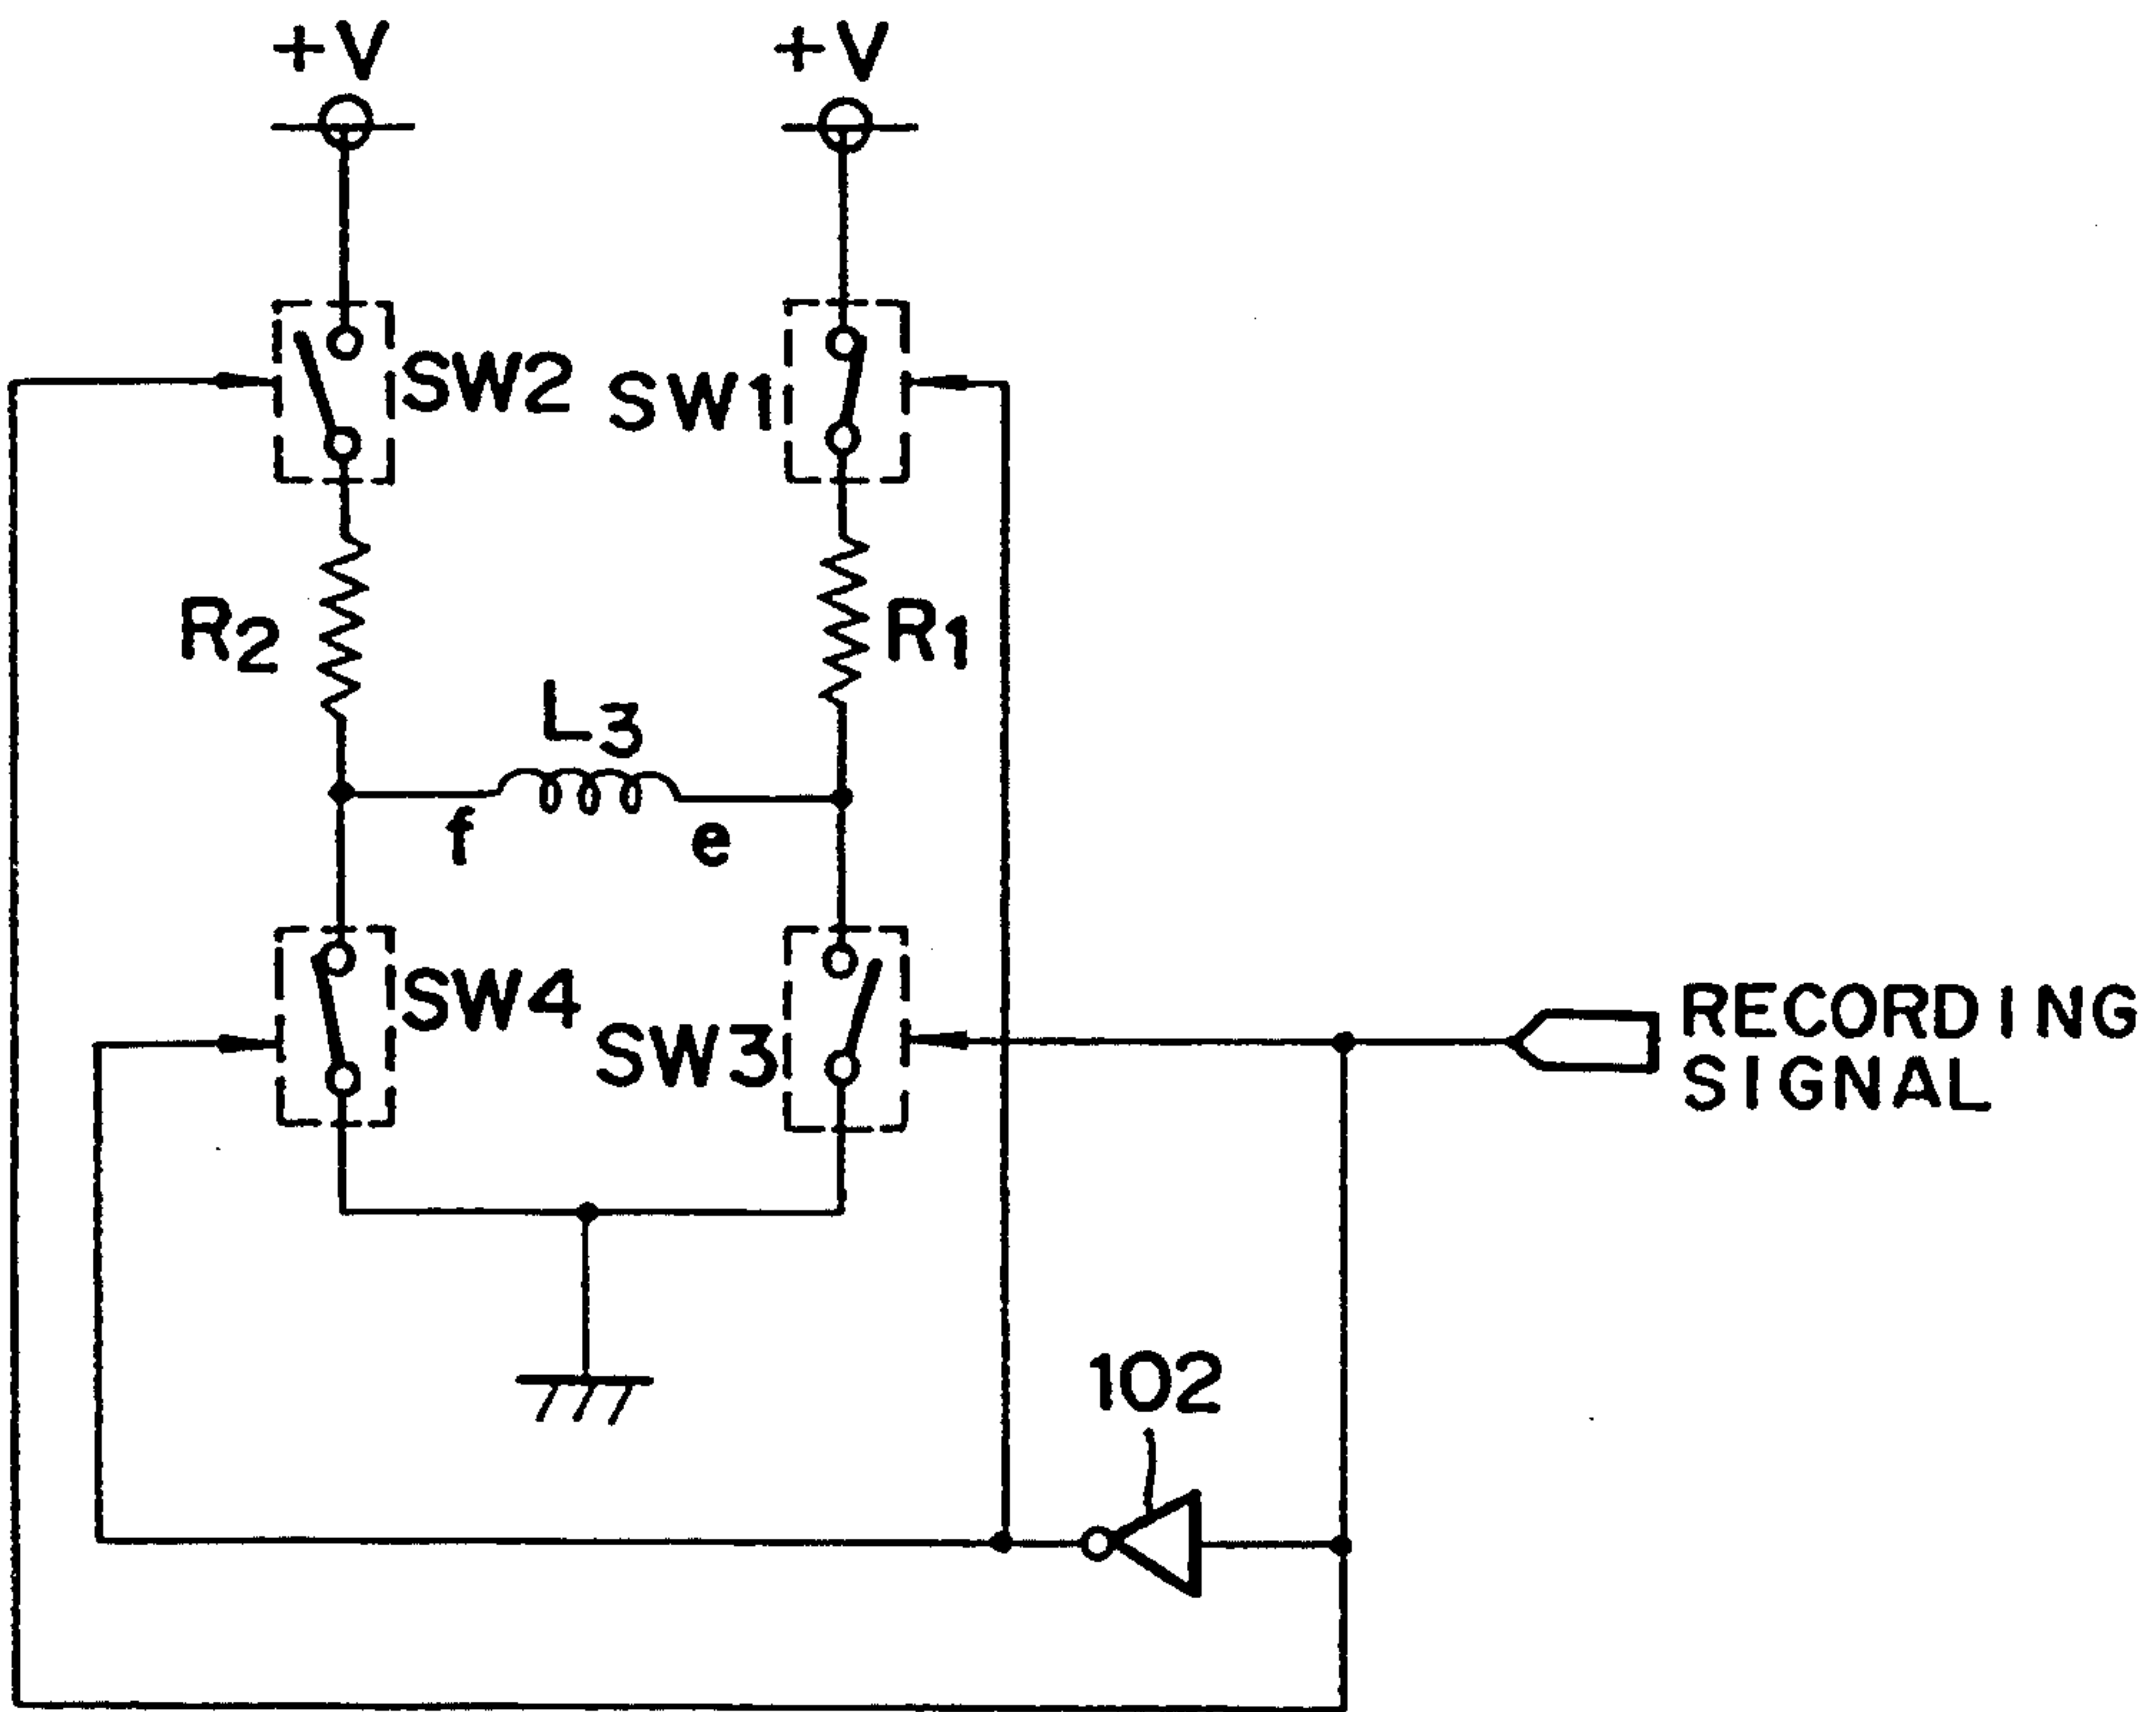 +V
+V
SW2
SW1
R2
R1
L3
f
e
SW4
SW3
RECORDING
SIGNAL
102